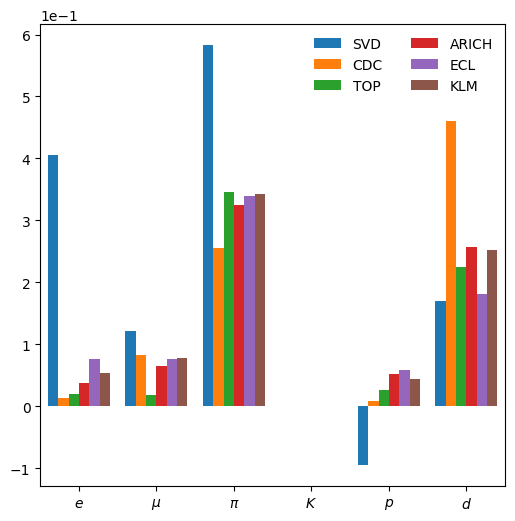 1e−1
6
5
4
3
2
1
0
−1
SVD
CDC
TOP
ARICH
ECL
KLM
e μ π K p d